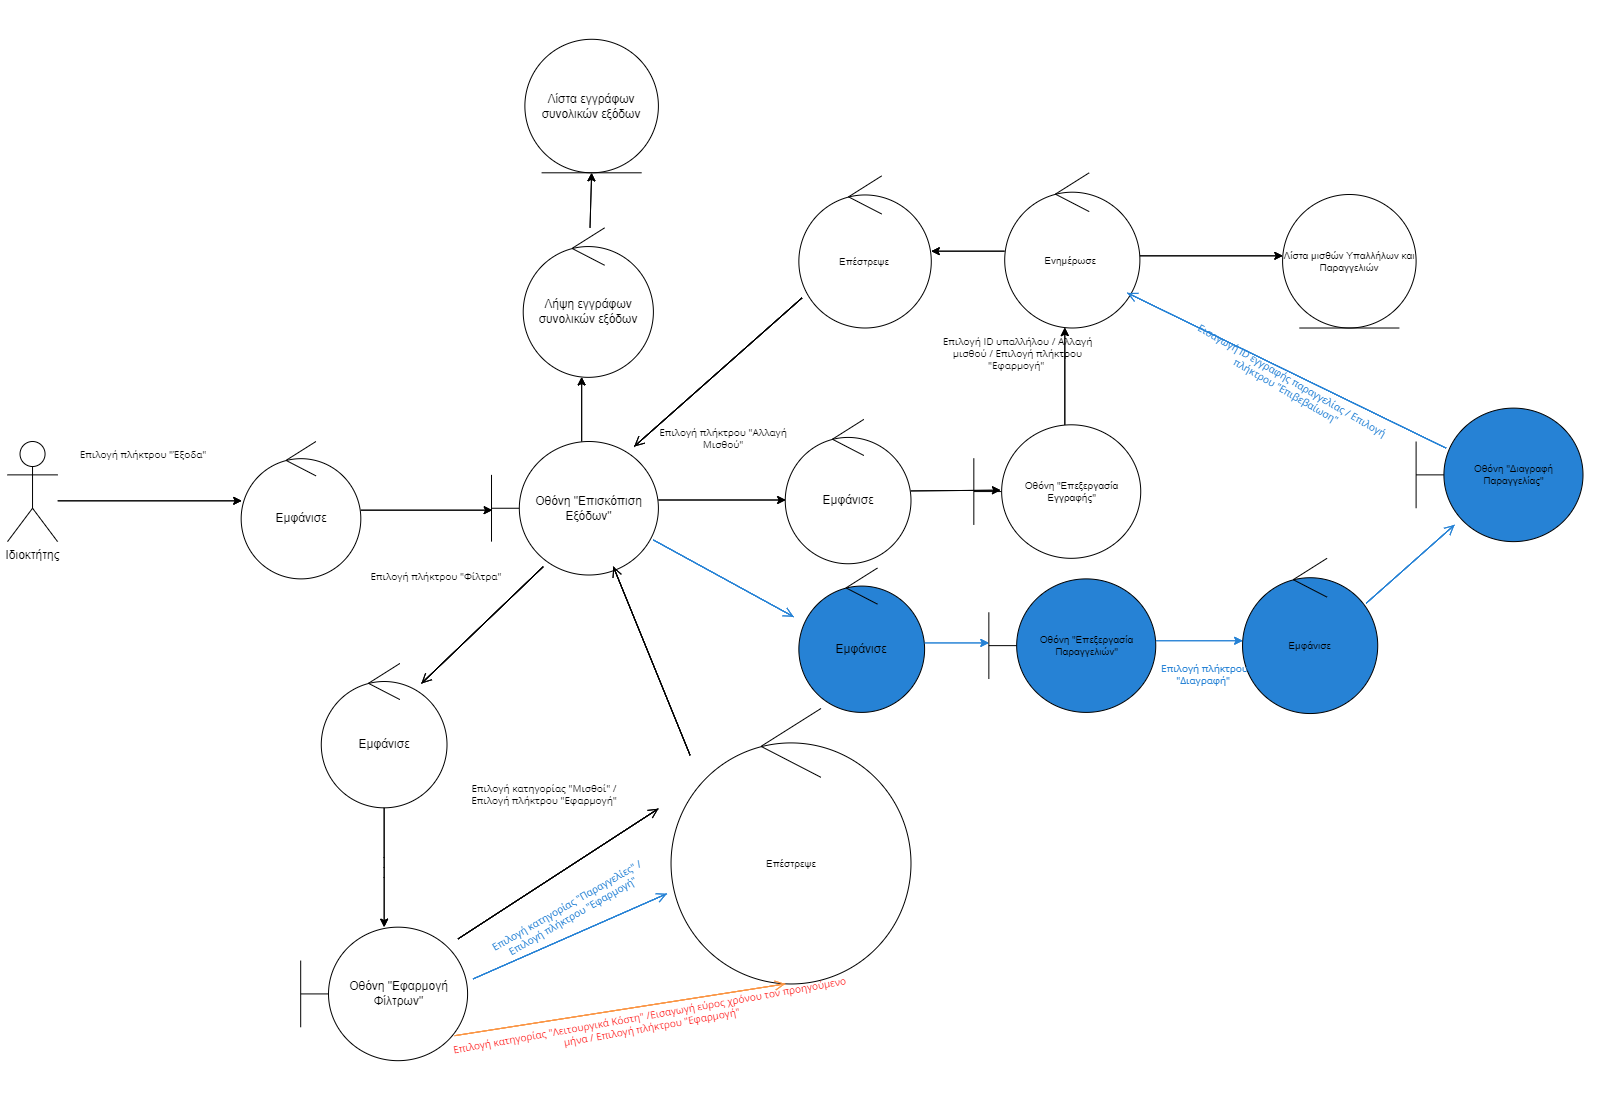 Λίστα εγγράφων
συνολικών εξόδων
Λήψη εγγράφων
συνολικών εξόδων
Επέστρεψε
Ενημέρωσε
Λίστα μισθών Υπαλλήλων και
Παραγγελιών
Επιλογή ID υπαλλήλου / Αλλαγή
μισθού / Επιλογή πλήκτρου
"Εφαρμογή"
Εισαγωγή ID εγγραφής παραγγελίας / Επιλογή
πλήκτρου "Επιβεβαίωση"
Επιλογή πλήκτρου "Έξοδα"
Επιλογή πλήκτρου "Αλλαγή
Μισθού"
Ιδιοκτήτης
Εμφάνισε
Οθόνη "Επισκόπιση
Εξόδων"
Εμφάνισε
Οθόνη "Επεξεργασία
Εγγραφής"
Οθόνη "Διαγραφή
Παραγγελίας"
Επιλογή πλήκτρου "Φίλτρα"
Εμφάνισε
Οθόνη "Επεξεργασία
Παραγγελιών"
Επιλογή πλήκτρου
"Διαγραφή"
Εμφάνισε
Εμφάνισε
Επιλογή κατηγορίας "Μισθοί" /
Επιλογή πλήκτρου "Εφαρμογή"
Επιλογή κατηγορίας "Παραγγελίες" /
Επιλογή πλήκτρου "Εφαρμογή"
Επέστρεψε
Οθόνη "Εφαρμογή
Φίλτρων"
Επιλογή κατηγορίας "Λειτουργικά Κόστη" /Εισαγωγή εύρος χρόνου τον προηγούμενο
μήνα / Επιλογή πλήκτρου "Εφαρμογή"